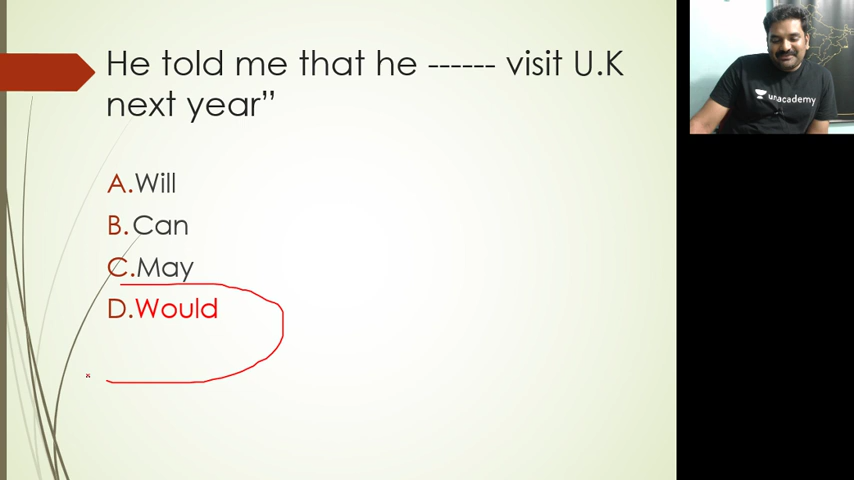 He told me that he ------ visit U.K
next year”
A.Will
B.Can
C.May
D.Would
unacademy